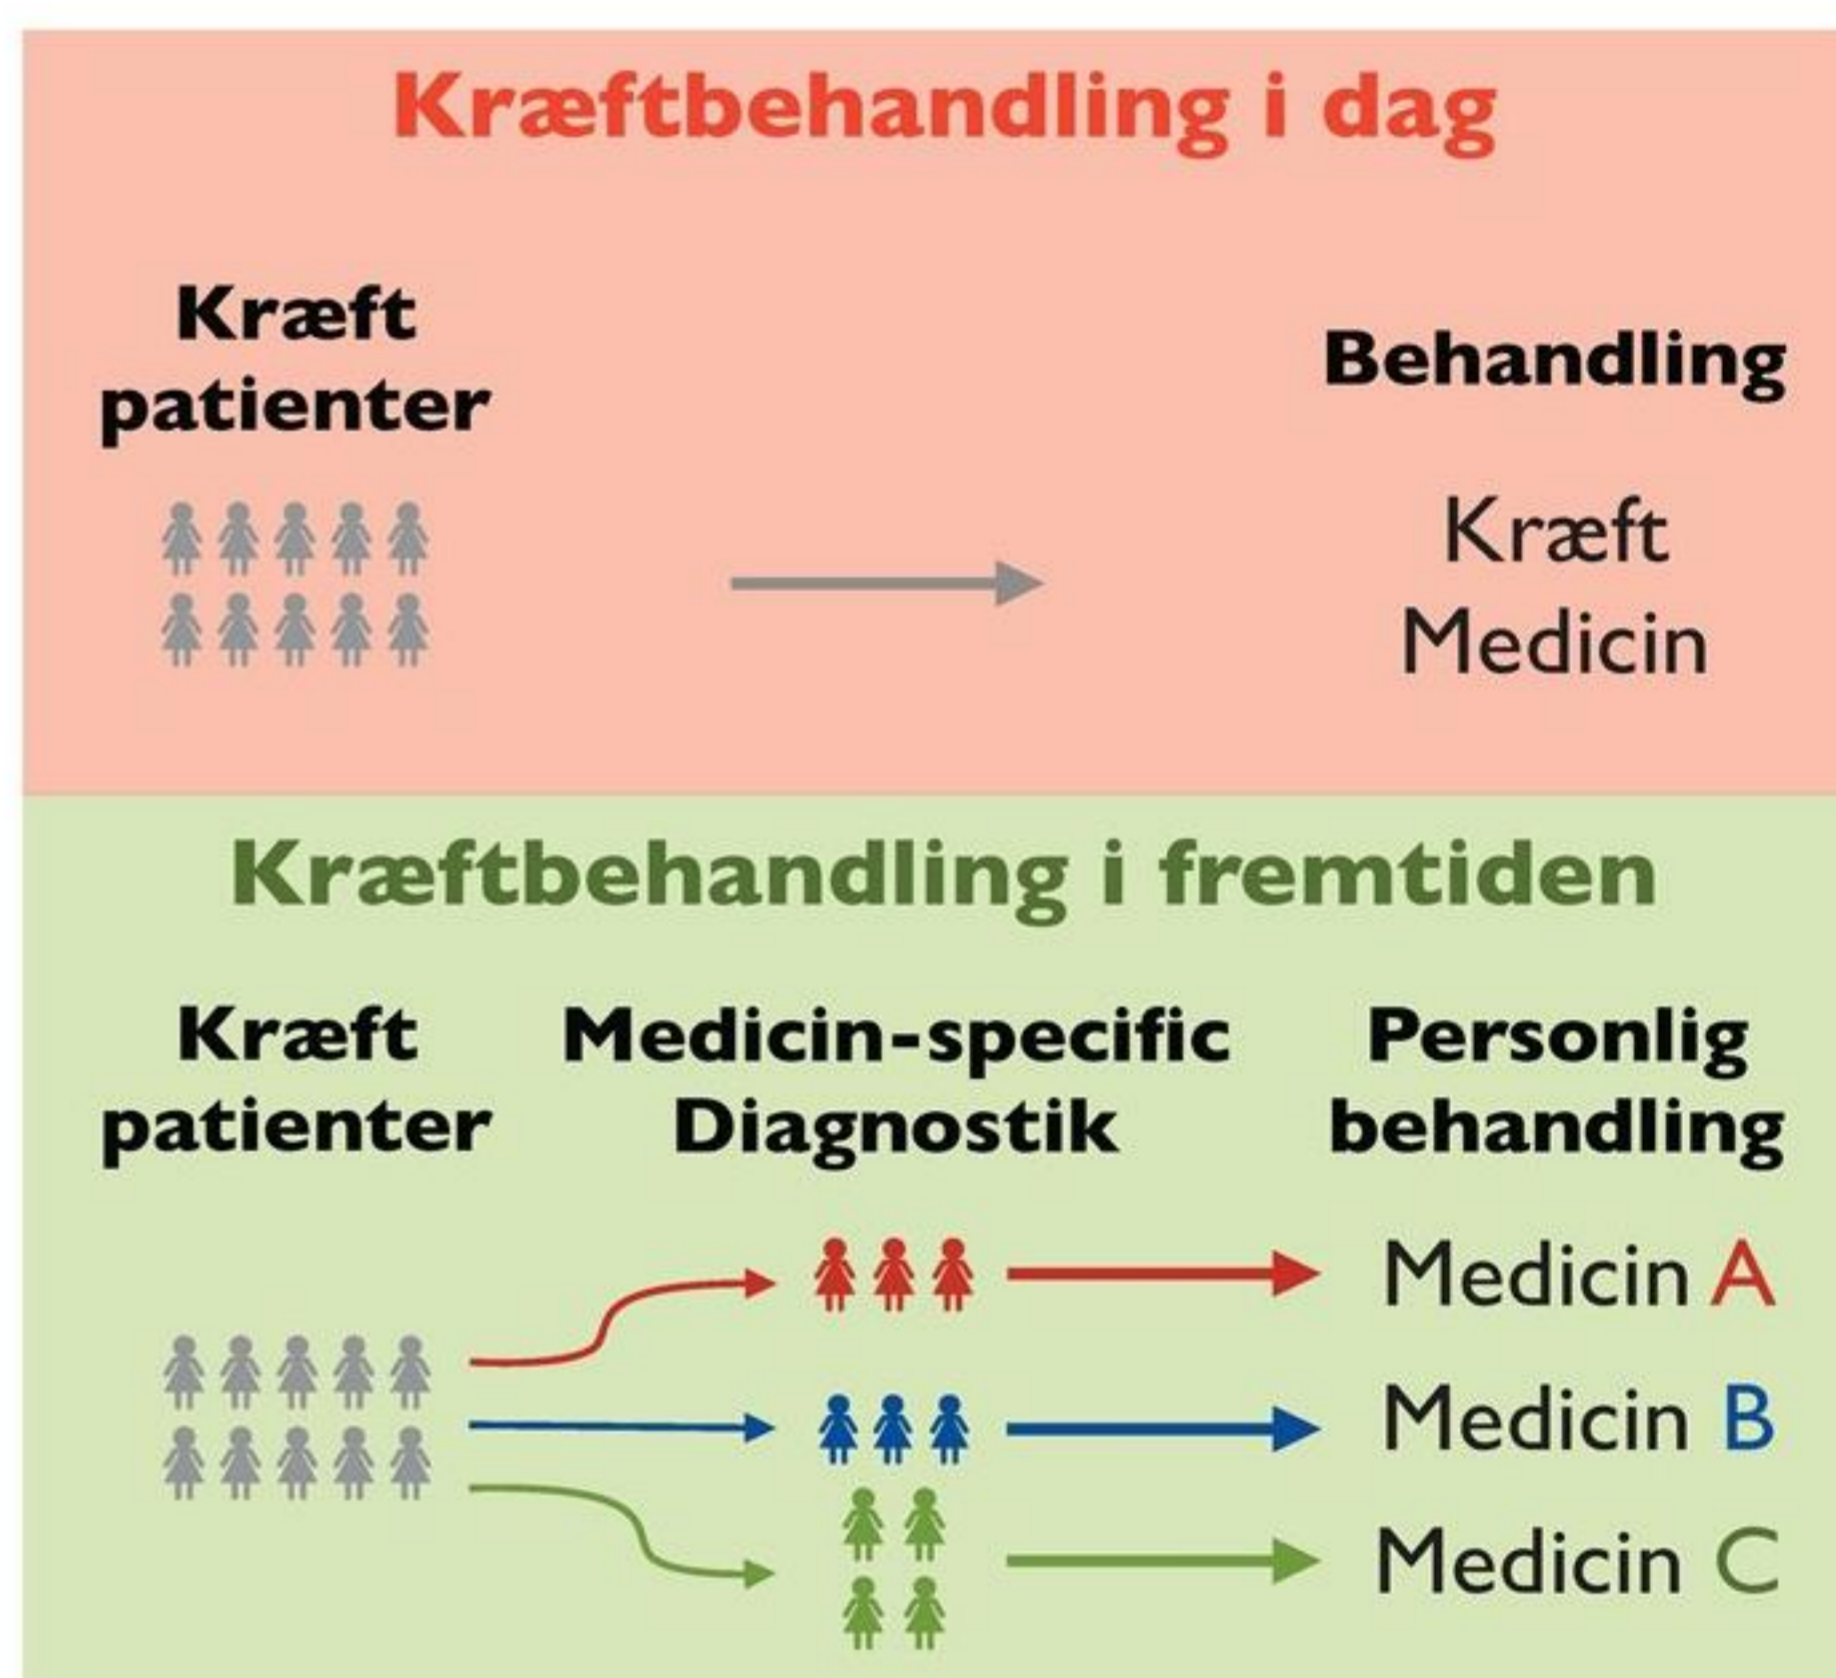 Kræftbehandling i dag
Kræft
patienter
Behandling
Kræft
Medicin
Kræftbehandling i fremtiden
Kræft
patienter
Medicin-specific
Diagnostik
Personlig
behandling
Medicin A
Medicin B
Medicin C